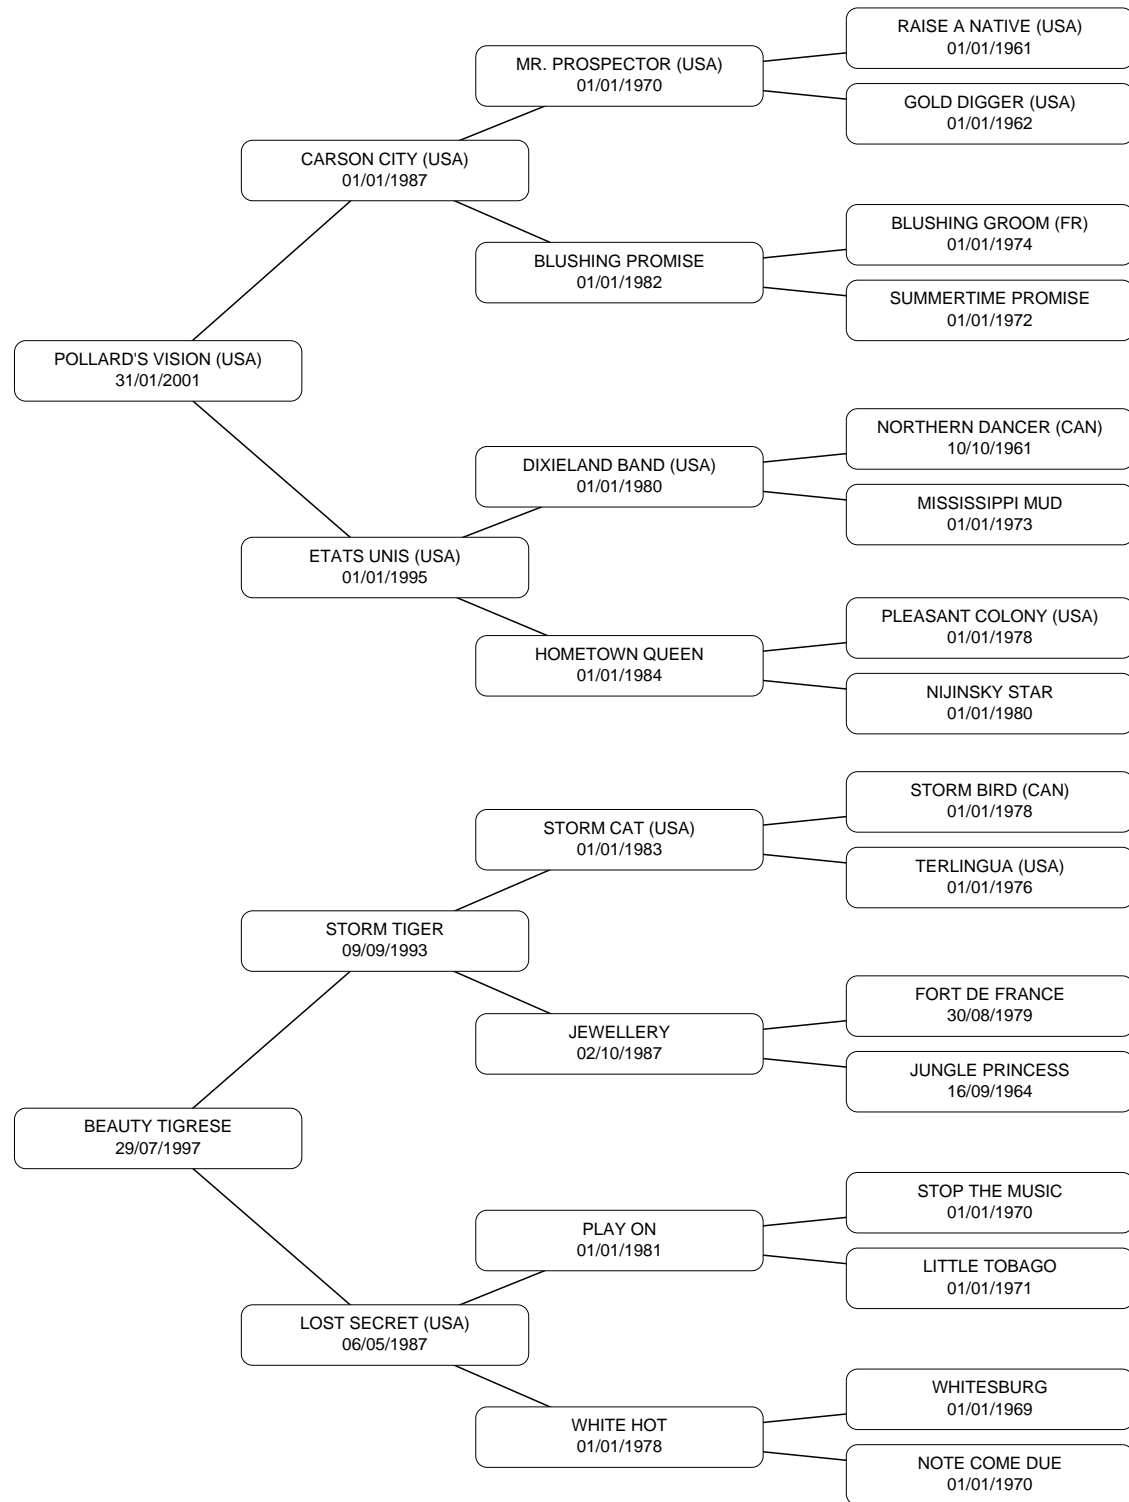 RAISE A NATIVE (USA)
01/01/1961
MR. PROSPECTOR (USA)
01/01/1970
GOLD DIGGER (USA)
01/01/1962
CARSON CITY (USA)
01/01/1987
BLUSHING GROOM (FR)
01/01/1974
BLUSHING PROMISE
01/01/1982
SUMMERTIME PROMISE
01/01/1972
POLLARD'S VISION (USA)
31/01/2001
NORTHERN DANCER (CAN)
10/10/1961
DIXIELAND BAND (USA)
01/01/1980
MISSISSIPPI MUD
01/01/1973
ETATS UNIS (USA)
01/01/1995
PLEASANT COLONY (USA)
01/01/1978
HOMETOWN QUEEN
01/01/1984
NIJINSKY STAR
01/01/1980
STORM BIRD (CAN)
01/01/1978
STORM CAT (USA)
01/01/1983
TERLINGUA (USA)
01/01/1976
STORM TIGER
09/09/1993
FORT DE FRANCE
30/08/1979
JEWELLERY
02/10/1987
JUNGLE PRINCESS
16/09/1964
BEAUTY TIGRESE
29/07/1997
STOP THE MUSIC
01/01/1970
PLAY ON
01/01/1981
LITTLE TOBAGO
01/01/1971
LOST SECRET (USA)
06/05/1987
WHITESBURG
01/01/1969
WHITE HOT
01/01/1978
NOTE COME DUE
01/01/1970